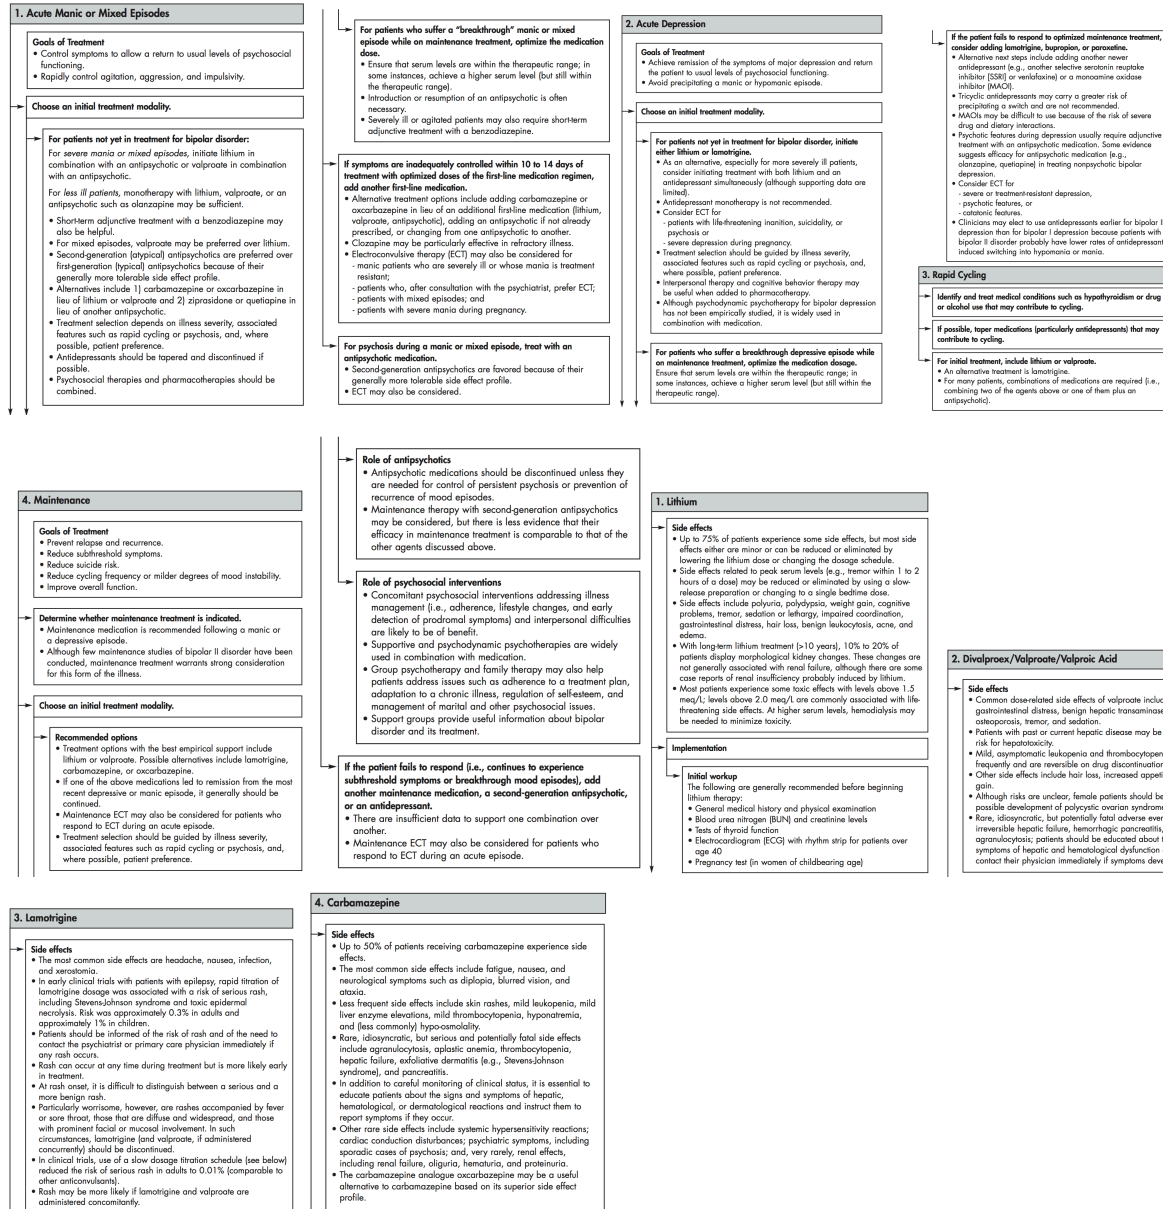 1. Acute Manic or Mixed Episodes
Goals of Treatment
• Control symptoms to allow a return to usual levels of psychosocial
functioning.
• Rapidly control agitation, aggression, and impulsivity.
Choose an initial treatment modality.
For patients not yet in treatment for bipolar disorder:
For severe mania or mixed episodes, initiate lithium in
combination with an antipsychotic or valproate in combination
with an antipsychotic.
For less ill patients, monotherapy with lithium, valproate, or an
antipsychotic such as olanzapine may be sufficient.
• Short-term adjunctive treatment with a benzodiazepine may
also be helpful.
• For mixed episodes, valproate may be preferred over lithium.
• Second-generation (atypical) antipsychotics are preferred over
first-generation (typical) antipsychotics because of their
generally more tolerable side effect profile.
• Alternatives include 1) carbamazepine or oxcarbazepine in
lieu of lithium or valproate and 2) ziprasidone or quetiapine in
lieu of another antipsychotic.
• Treatment selection depends on illness severity, associated
features such as rapid cycling or psychosis, and, where
possible, patient preference.
• Antidepressants should be tapered and discontinued if
possible.
• Psychosocial therapies and pharmacotherapies should be
combined.
For patients who suffer a "breakthrough" manic or mixed
episode while on maintenance treatment, optimize the medication
dose.
• Ensure that serum levels are within the therapeutic range; in
some instances, achieve a higher serum level (but still within
the therapeutic range).
• Introduction or resumption of an antipsychotic is often
necessary.
• Severely ill or agitated patients may also require short-term
adjunctive treatment with a benzodiazepine.
If symptoms are inadequately controlled within 10 to 14 days of
treatment with optimized doses of the first-line medication regimen,
add another first-line medication.
• Alternative treatment options include adding carbamazepine or
oxcarbazepine in lieu of an additional first-line medication (lithium,
valproate, antipsychotic), adding an antipsychotic if not already
prescribed, or changing from one antipsychotic to another.
• Clozapine may be particularly effective in refractory illness.
• Electroconvulsive therapy (ECT) may also be considered for
- manic patients who are severely ill or whose mania is treatment
resistant;
- patients who, after consultation with the psychiatrist, prefer ECT;
- patients with mixed episodes; and
- patients with severe mania during pregnancy.
For psychosis during a manic or mixed episode, treat with an
antipsychotic medication.
• Second-generation antipsychotics are favored because of their
generally more tolerable side effect profile.
• ECT may also be considered.
2. Acute Depression
Goals of Treatment
• Achieve remission of the symptoms of major depression and return
the patient to usual levels of psychosocial functioning.
• Avoid precipitating a manic or hypomanic episode.
Choose an initial treatment modality.
For patients not yet in treatment for bipolar disorder, initiate
either lithium or lamotrigine.
• As an alternative, especially for more severely ill patients,
consider initiating treatment with both lithium and an
antidepressant simultaneously (although supporting data are
limited).
• Antidepressant monotherapy is not recommended.
• Consider ECT for
- patients with life-threatening inanition, suicidality, or
psychosis or
- severe depression during pregnancy.
• Treatment selection should be guided by illness severity,
associated features such as rapid cycling or psychosis, and,
where possible, patient preference.
• Interpersonal therapy and cognitive behavior therapy may
be useful when added to pharmacotherapy.
• Although psychodynamic psychotherapy for bipolar depression
has not been empirically studied, it is widely used in
combination with medication.
For patients who suffer a breakthrough depressive episode while
on maintenance treatment, optimize the medication dosage.
Ensure that serum levels are within the therapeutic range; in
some instances, achieve a higher serum level (but still within the
therapeutic range).
If the patient fails to respond to optimized maintenance treatment,
consider adding lamotrigine, bupropion, or paroxetine.
• Alternative next steps include adding another newer
antidepressant (e.g., another selective serotonin reuptake
inhibitor [SSRI] or venlafaxine) or a monoamine oxidase
inhibitor (MAOI).
• Tricyclic antidepressants may carry a greater risk of
precipitating a switch and are not recommended.
• MAOIs may be difficult to use because of the risk of severe
drug and dietary interactions.
• Psychotic features during depression usually require adjunctive
treatment with an antipsychotic medication. Some evidence
suggests efficacy for antipsychotic medication (e.g.,
olanzapine, quetiapine) in treating nonpsychotic bipolar
depression.
• Consider ECT for
- severe or treatment-resistant depression,
- psychotic features, or
- catatonic features.
• Clinicians may elect to use antidepressants earlier for bipolar I
depression than for bipolar I depression because patients with
bipolar II disorder probably have lower rates of antidepressant
induced switching into hypomania or mania.
3. Rapid Cycling
Identify and treat medical conditions such as hypothyroidism or drug
or alcohol use that may contribute to cycling.
If possible, taper medications (particularly antidepressants) that may
contribute to cycling.
For initial treatment, include lithium or valproate.
• An alternative treatment is lamotrigine.
• For many patients, combinations of medications are required (i.e.,
combining two of the agents above or one of them plus an
antipsychotic).
4. Maintenance
Goals of Treatment
• Prevent relapse and recurrence.
• Reduce subthreshold symptoms.
• Reduce suicide risk.
• Reduce cycling frequency or milder degrees of mood instability.
• Improve overall function.
Determine whether maintenance treatment is indicated.
• Maintenance medication is recommended following a manic or
a depressive episode.
• Although few maintenance studies of bipolar II disorder have been
conducted, maintenance treatment warrants strong consideration
for this form of the illness.
Choose an initial treatment modality.
Recommended options
• Treatment options with the best empirical support include
lithium or valproate. Possible alternatives include lamotrigine,
carbamazepine, or oxcarbazepine.
• If one of the above medications led to remission from the most
recent depressive or manic episode, it generally should be
continued.
• Maintenance ECT may also be considered for patients who
respond to ECT during an acute episode.
• Treatment selection should be guided by illness severity,
associated features such as rapid cycling or psychosis, and,
where possible, patient preference.
Role of antipsychotics
• Antipsychotic medications should be discontinued unless they
are needed for control of persistent psychosis or prevention of
recurrence of mood episodes.
• Maintenance therapy with second-generation antipsychotics
may be considered, but there is less evidence that their
efficacy in maintenance treatment is comparable to that of the
other agents discussed above.
Role of psychosocial interventions
• Concomitant psychosocial interventions addressing illness
management (i.e., adherence, lifestyle changes, and early
detection of prodromal symptoms) and interpersonal difficulties
are likely to be of benefit.
• Supportive and psychodynamic psychotherapies are widely
used in combination with medication.
• Group psychotherapy and family therapy may also help
patients address issues such as adherence to a treatment plan,
adaptation to a chronic illness, regulation of self-esteem, and
management of marital and other psychosocial issues.
• Support groups provide useful information about bipolar
disorder and its treatment.
If the patient fails to respond (i.e., continues to experience
subthreshold symptoms or breakthrough mood episodes), add
another maintenance medication, a second-generation antipsychotic,
or an antidepressant.
• There are insufficient data to support one combination over
another.
• Maintenance ECT may also be considered for patients who
respond to ECT during an acute episode.
1. Lithium
Side effects
• Up to 75% of patients experience some side effects, but most side
effects either are minor or can be reduced or eliminated by
lowering the lithium dose or changing the dosage schedule.
• Side effects related to peak serum levels (e.g., tremor within 1 to 2
hours of a dose) may be reduced or eliminated by using a slow-
release preparation or changing to a single bedtime dose.
• Side effects include polyuria, polydypsia, weight gain, cognitive
problems, tremor, sedation or lethargy, impaired coordination,
gastrointestinal distress, hair loss, benign leukocytosis, acne, and
edema.
• With long-term lithium treatment (>10 years), 10% to 20% of
patients display morphological kidney changes. These changes are
not generally associated with renal failure, although there are some
case reports of renal insufficiency probably induced by lithium.
• Most patients experience some toxic effects with levels above 1.5
meq/L; levels above 2.0 meq/L are commonly associated with life-
threatening side effects. At higher serum levels, hemodialysis may
be needed to minimize toxicity.
Implementation
Initial workup
The following are generally recommended before beginning
lithium therapy:
• General medical history and physical examination
• Blood urea nitrogen (BUN) and creatinine levels
• Tests of thyroid function
• Electrocardiogram (ECG) with rhythm strip for patients over
age 40
• Pregnancy test (in women of childbearing age)
2. Divalproex/Valproate/Valproic Acid
Side effects
• Common dose-related side effects of valproate includ
gastrointestinal distress, benign hepatic transaminase
osteoporosis, tremor, and sedation.
• Patients with past or current hepatic disease may be
risk for hepatotoxicity.
• Mild, asymptomatic leukopenia and thrombocytopen
frequently and are reversible on drug discontinuation
• Other side effects include hair loss, increased appeti
gain.
• Although risks are unclear, female patients should be
possible development of polycystic ovarian syndrome
• Rare, idiosyncratic, but potentially fatal adverse even
irreversible hepatic failure, hemorrhagic pancreatitis,
agranulocytosis; patients should be educated about t
symptoms of hepatic and hematological dysfunction
contact their physician immediately if symptoms deve
3. Lamotrigine
Side effects
• The most common side effects are headache, nausea, infection,
and xerostomia.
• In early clinical trials with patients with epilepsy, rapid titration of
lamotrigine dosage was associated with a risk of serious rash,
including Stevens-Johnson syndrome and toxic epidermal
necrolysis. Risk was approximately 0.3% in adults and
approximately 1% in children.
• Patients should be informed of the risk of rash and of the need to
contact the psychiatrist or primary care physician immediately if
any rash occurs.
• Rash can occur at any time during treatment but is more likely early
in treatment.
• At rash onset, it is difficult to distinguish between a serious and a
more benign rash.
• Particularly worrisome, however, are rashes accompanied by fever
or sore throat, those that are diffuse and widespread, and those
with prominent facial or mucosal involvement. In such
circumstances, lamotrigine (and valproate, if administered
concurrently) should be discontinued.
• In clinical trials, use of a slow dosage titration schedule (see below)
reduced the risk of serious rash in adults to 0.01% (comparable to
other anticonvulsants).
• Rash may be more likely if lamotrigine and valproate are
administered concomitantly.
4. Carbamazepine
Side effects
• Up to 50% of patients receiving carbamazepine experience side
effects.
• The most common side effects include fatigue, nausea, and
neurological symptoms such as diplopia, blurred vision, and
ataxia.
• Less frequent side effects include skin rashes, mild leukopenia, mild
liver enzyme elevations, mild thrombocytopenia, hyponatremia,
and (less commonly) hypo-osmolality.
• Rare, idiosyncratic, but serious and potentially fatal side effects
include agranulocytosis, aplastic anemia, thrombocytopenia,
hepatic failure, exfoliative dermatitis (e.g., Stevens-Johnson
syndrome), and pancreatitis.
• In addition to careful monitoring of clinical status, it is essential to
educate patients about the signs and symptoms of hepatic,
hematological, or dermatological reactions and instruct them to
report symptoms if they occur.
• Other rare side effects include systemic hypersensitivity reactions;
cardiac conduction disturbances; psychiatric symptoms, including
sporadic cases of psychosis; and, very rarely, renal effects,
including renal failure, oliguria, hematuria, and proteinuria.
• The carbamazepine analogue oxcarbazepine may be a useful
alternative to carbamazepine based on its superior side effect
profile.